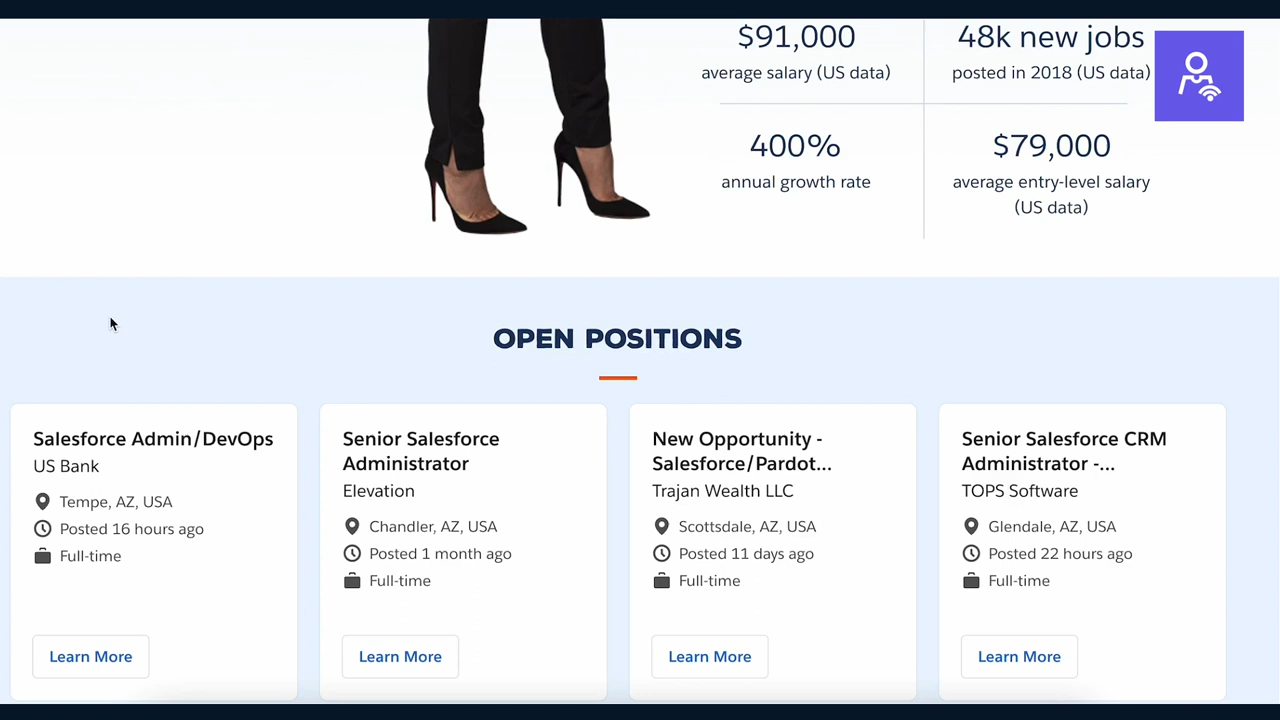 $91,000
average salary (US data)
48k new jobs
posted in 2018 (US data)
400%
annual growth rate
$79,000
average entry-level salary
(US data)
OPEN POSITIONS
Salesforce Admin/DevOps
US Bank
Tempe, AZ, USA
Posted 16 hours ago
Full-time
Learn More
Senior Salesforce
Administrator
Elevation
Chandler, AZ, USA
Posted 1 month ago
Full-time
Learn More
New Opportunity -
Salesforce/Pardot...
Trajan Wealth LLC
Scottsdale, AZ, USA
Posted 11 days ago
Full-time
Learn More
Senior Salesforce CRM
Administrator -...
TOPS Software
Glendale, AZ, USA
Posted 22 hours ago
Full-time
Learn More